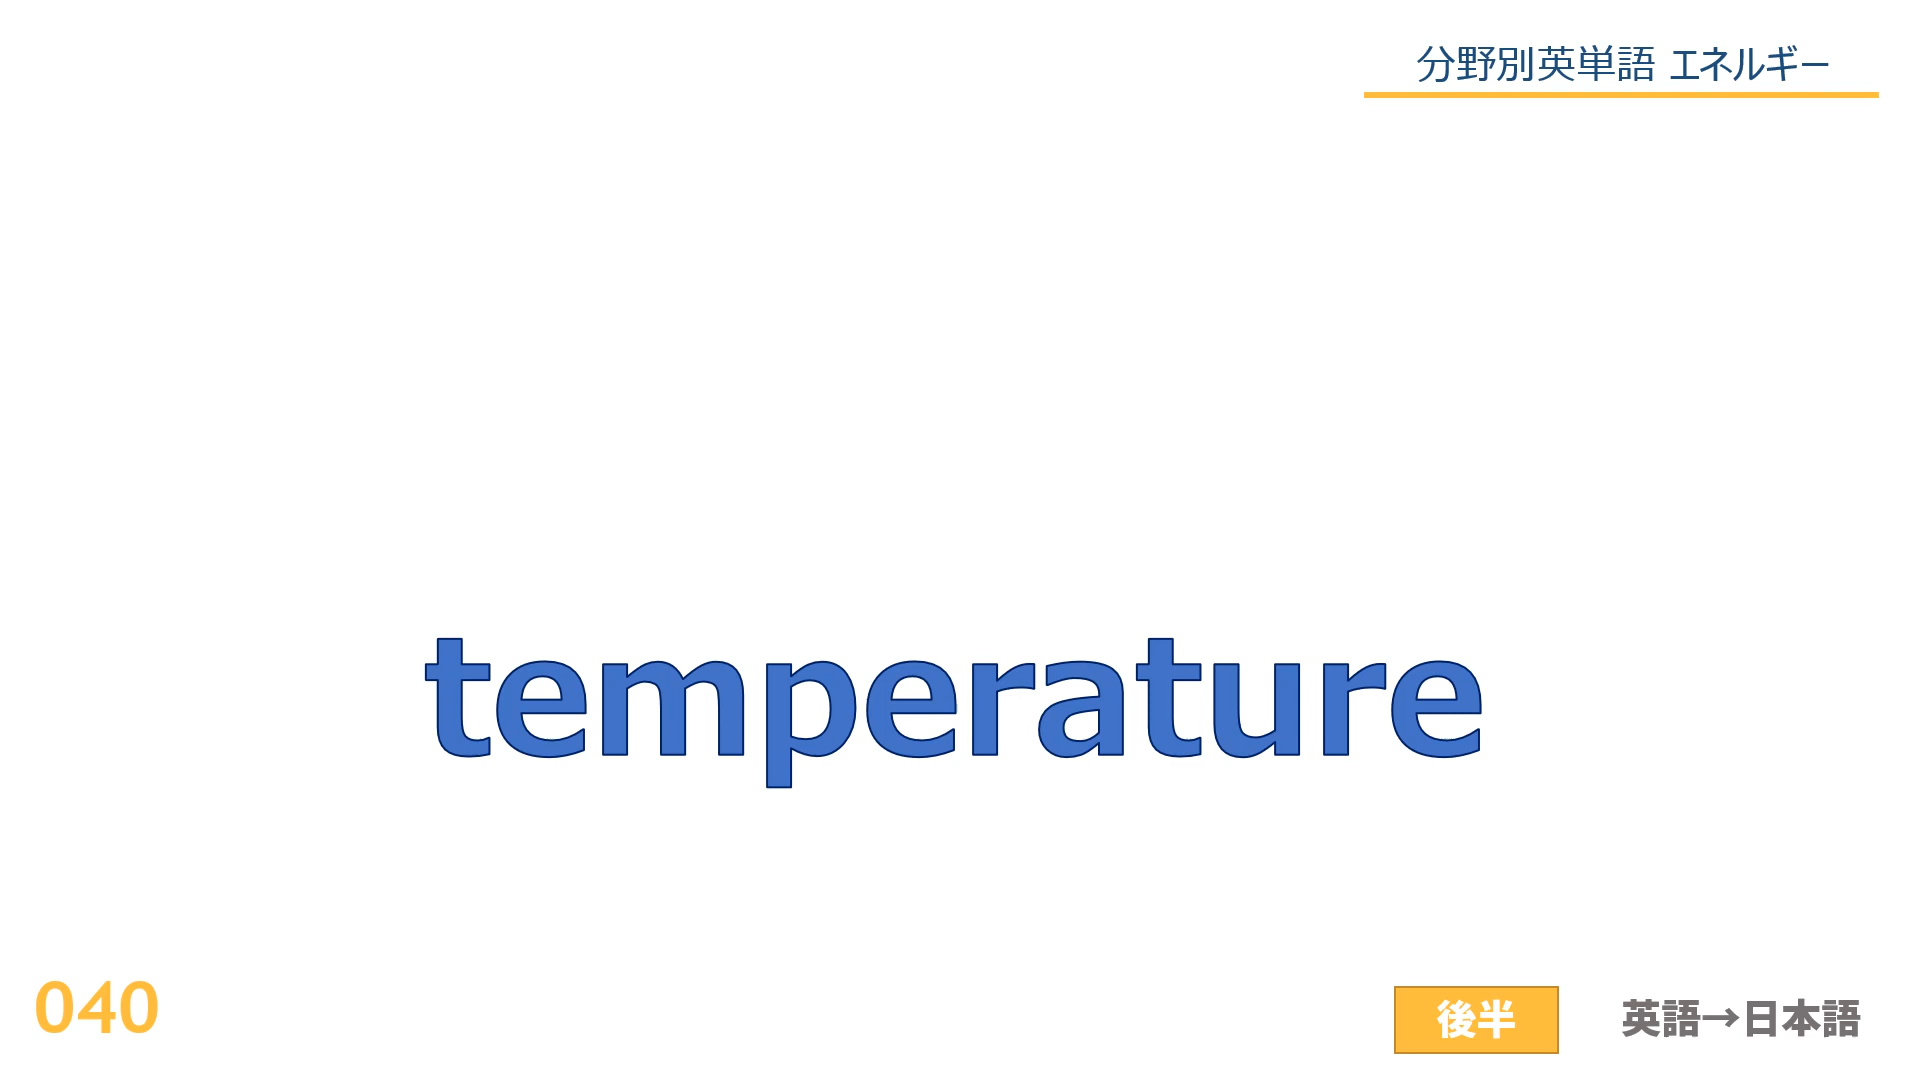 分野別英単語 エネルギー
temperature
040
後半
英語→日本語